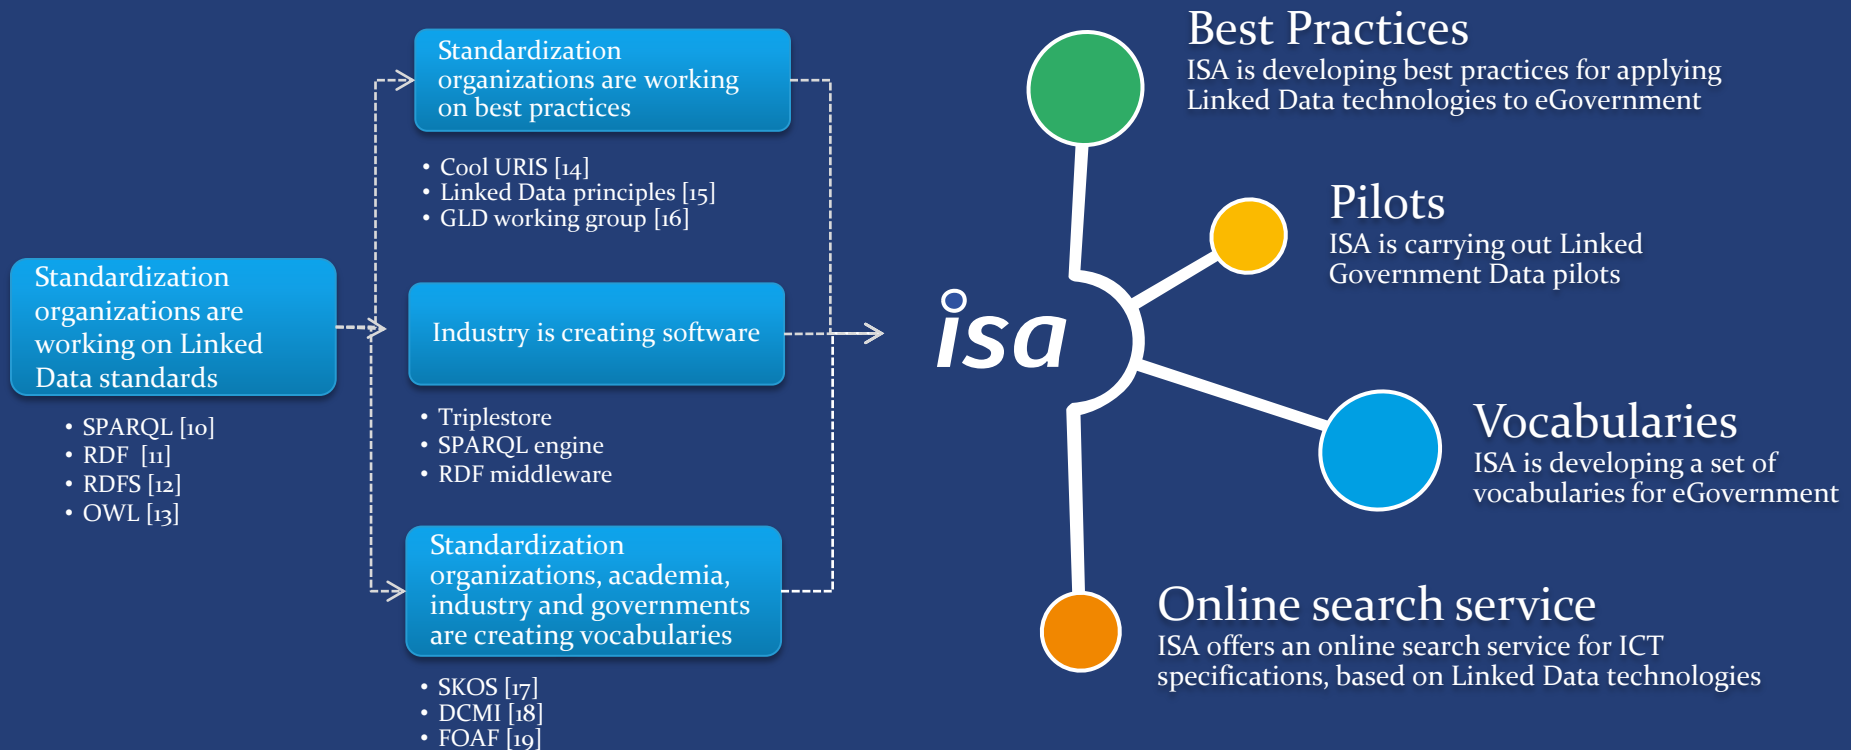 Standardization
organizations are
working on Linked
Data standards
• SPARQL [10]
• RDF [11]
• RDFS [12]
• OWL [13]
Standardization
organizations are working
on best practices
• Cool URIS [14]
• Linked Data principles [15]
• GLD working group [16]
Industry is creating software
• Triplestore
• SPARQL engine
• RDF middleware
Standardization
organizations, academia,
industry and governments
are creating vocabularies
• SKOS [17]
• DCMI [18]
• FOAF [19]
isa
Best Practices
ISA is developing best practices for applying
Linked Data technologies to eGovernment
Pilots
ISA is carrying out Linked
Government Data pilots
Vocabularies
ISA is developing a set of
vocabularies for eGovernment
Online search service
ISA offers an online search service for ICT
specifications, based on Linked Data technologies